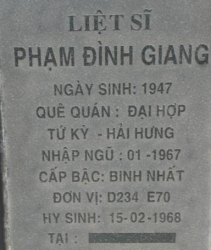 LIỆT SĨ
PHẠM ĐÌNH GIANG
NGÀY SINH: 1947
QUÊ QUÁN : ĐẠI HỢP
TỨ KỲ - HẢI HƯNG
NHẬP NGŨ : 01 -1967
CẤP BẬC: BINH NHẤT
ĐƠN VỊ: D234 E70
HY SINH: 15-02-1968
TẠI :